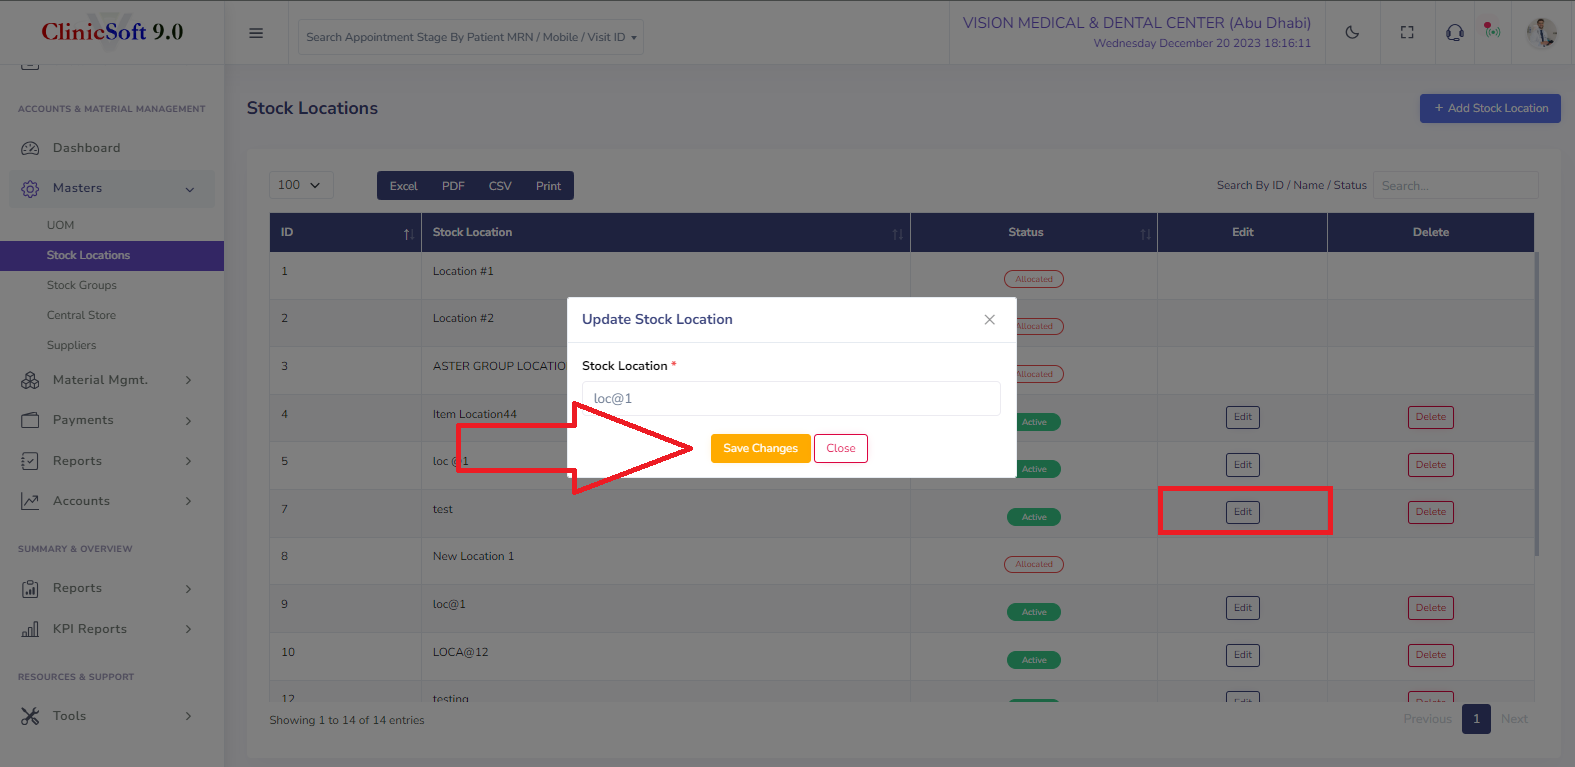 ClinicSoft 9.0
Search Appointment Stage By Patient MRN / Mobile / Visit ID
VISION MEDICAL & DENTAL CENTER (Abu Dhabi)
Wednesday December 20 2023 18:16:11
ACCOUNTS & MATERIAL MANAGEMENT
Dashboard
Masters
UOM
Stock Locations
Stock Groups
Central Store
Suppliers
Material Mgmt.
Payments
Reports
Accounts
SUMMARY & OVERVIEW
Reports
KPI Reports
RESOURCES & SUPPORT
Tools
Stock Locations
+ Add Stock Location
100
Excel PDF CSV Print
Search By ID / Name / Status Search...
ID Stock Location Status Edit Delete
1 Location #1 Allocated
2 Location #2 Allocated
3 ASTER GROUP LOCATIO Allocated
4 Item Location44 Active Edit Delete
5 loc @1 Active Edit Delete
7 test Active Edit Delete
8 New Location 1 Allocated
9 loc@1 Active Edit Delete
10 LOCA@12 Active Edit Delete
12 testing Edit Delete
Showing 1 to 14 of 14 entries
Previous 1 Next
Update Stock Location
Stock Location *
loc@1
Save Changes Close